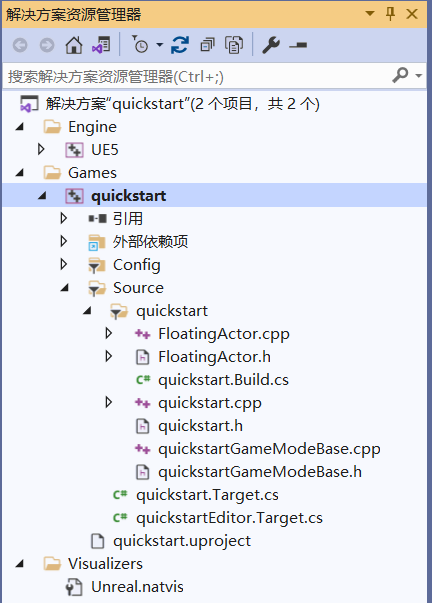 解决方案资源管理器
搜索解决方案资源管理器(Ctrl+;)
解决方案"quickstart"(2 个项目，共 2 个)
Engine
UE5
Games
quickstart
引用
外部依赖项
Config
Source
quickstart
FloatingActor.cpp
FloatingActor.h
quickstart.Build.cs
quickstart.cpp
quickstart.h
quickstartGameModeBase.cpp
quickstartGameModeBase.h
quickstart.Target.cs
quickstartEditor.Target.cs
quickstart.uproject
Visualizers
Unreal.natvis